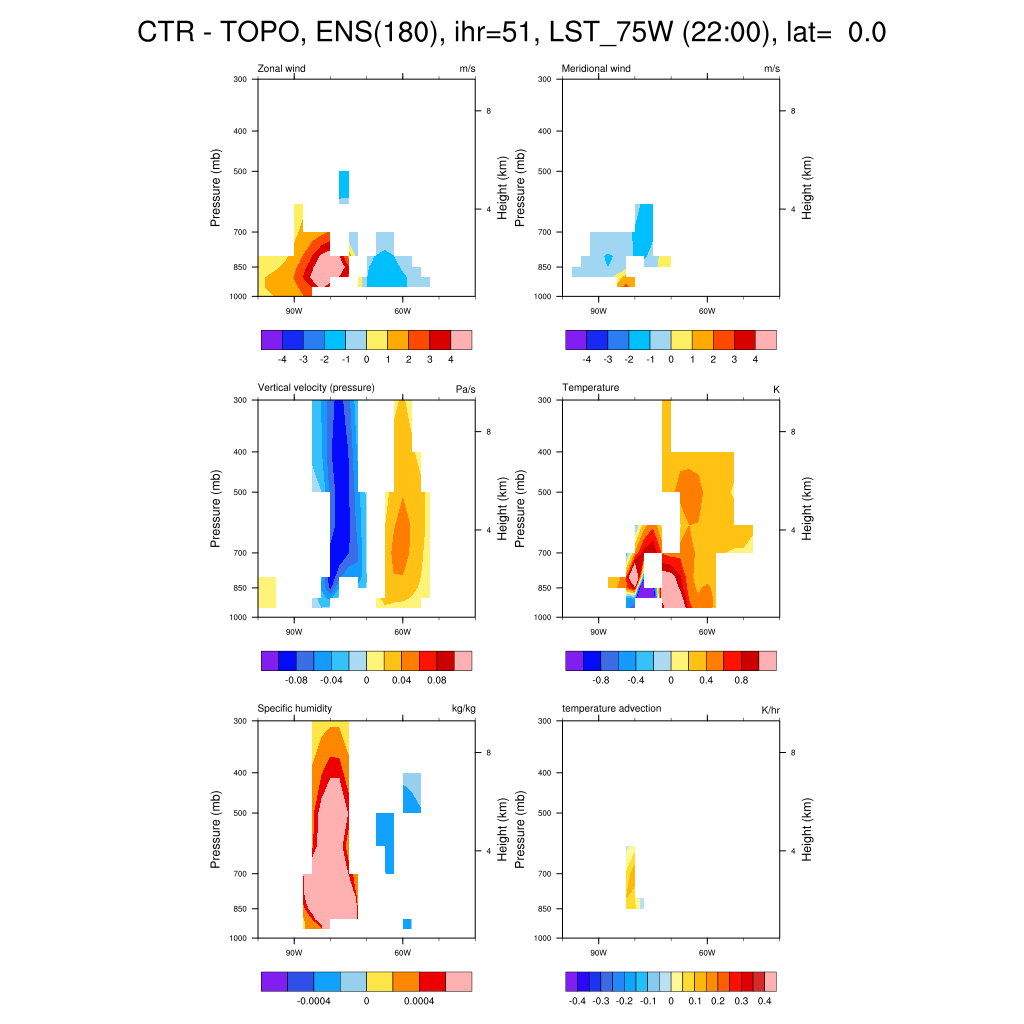 CTR - TOPO, ENS(180), ihr=51, LST_75W (22:00), lat= 0.0
Zonal wind m/s
Pressure (mb)
300
400
500
700
850
1000
8
4
Height (km)
90W 60W
-4 -3 -2 -1 0 1 2 3 4
Meridional wind m/s
Pressure (mb)
300
400
500
700
850
1000
8
4
Height (km)
90W 60W
-4 -3 -2 -1 0 1 2 3 4
Vertical velocity (pressure) Pa/s
Pressure (mb)
300
400
500
700
850
1000
8
4
Height (km)
90W 60W
-0.08 -0.04 0 0.04 0.08
Temperature K
Pressure (mb)
300
400
500
700
850
1000
8
4
Height (km)
90W 60W
-0.8 -0.4 0 0.4 0.8
Specific humidity kg/kg
Pressure (mb)
300
400
500
700
850
1000
8
4
Height (km)
90W 60W
-0.0004 0 0.0004
temperature advection K/hr
Pressure (mb)
300
400
500
700
850
1000
8
4
Height (km)
90W 60W
-0.4 -0.3 -0.2 -0.1 0 0.1 0.2 0.3 0.4